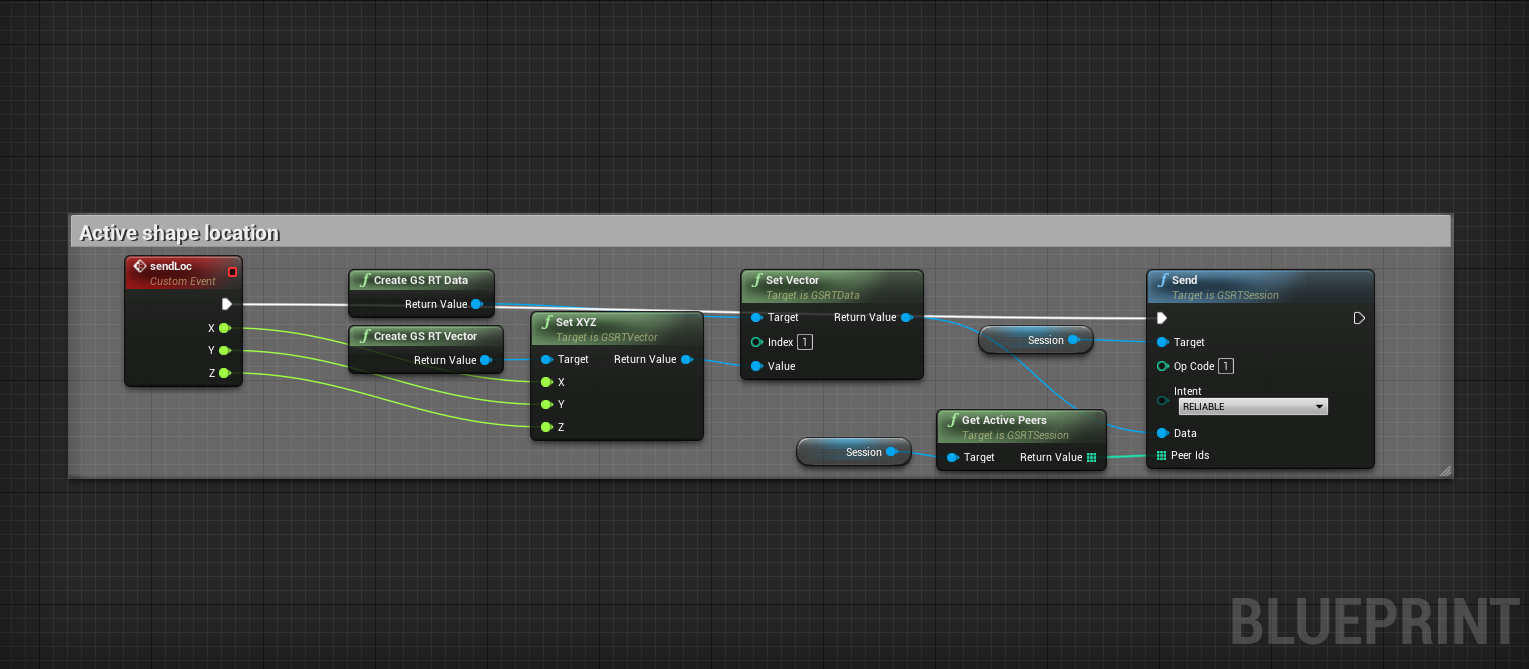 Active shape location
sendLoc
Custom Event
X
Y
Z
f Create GS RT Data
Return Value
f Create GS RT Vector
Return Value
f Set XYZ
Target is GSRTVector
Target Return Value
X
Y
Z
f Set Vector
Target is GSRTData
Target Return Value
Index 1
Value
Session
Session
f Get Active Peers
Target is GSRTSession
Target Return Value
f Send
Target is GSRTSession
Target
Op Code 1
Intent
RELIABLE
Data
Peer Ids
BLUEPRINT